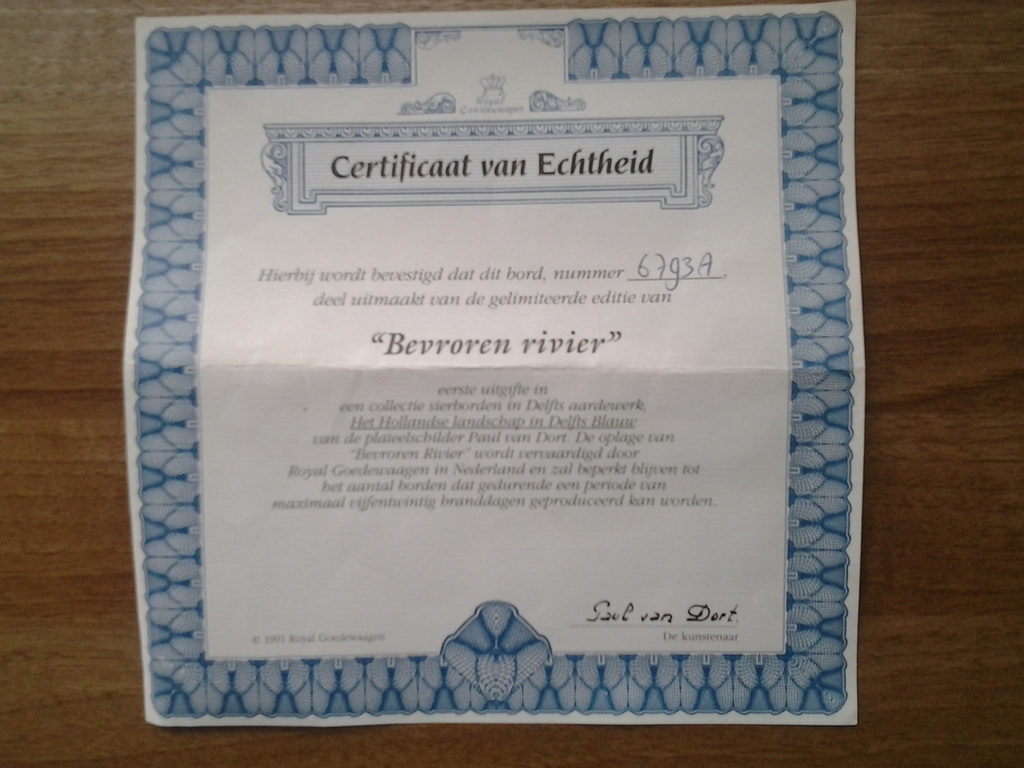 Royal
Goedewaagen
Certificaat van Echtheid
Hierbij wordt bevestigd dat dit bord, nummer 6793A,
deel uitmaakt van de gelimiteerde editie van
“Bevroren rivier”
eerste uitgifte in
een collectie sierborden in Delfts aardewerk,
Het Hollandse landschap in Delfts Blauw
van de plateelschilder Paul van Dort. De oplage van
“Bevroren Rivier” wordt vervaardigd door
Royal Goedewaagen in Nederland en zal beperkt blijven tot
het aantal borden dat gedurende een periode van
maximaal vijfentwintig branddagen geproduceerd kan worden.
Paul van Dort.
De kunstenaar
© 1991 Royal Goedewaagen